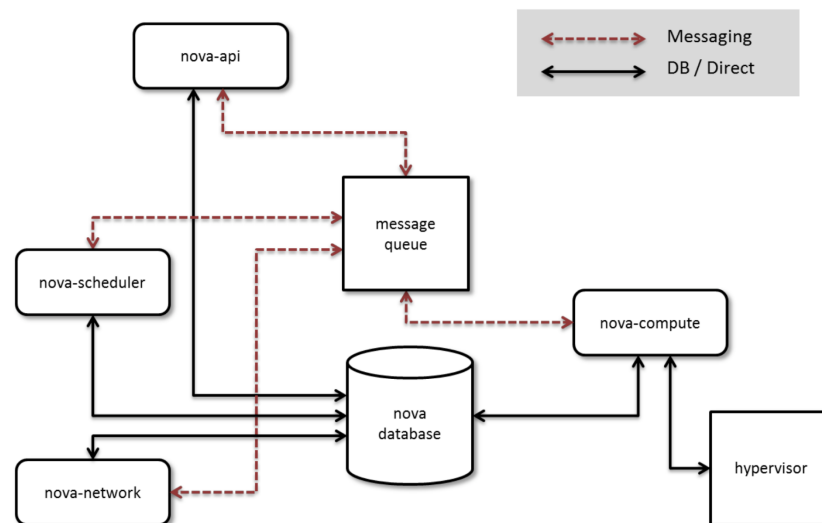 nova-api
Messaging
DB / Direct
message
queue
nova-scheduler
nova-compute
nova
database
nova-network
hypervisor